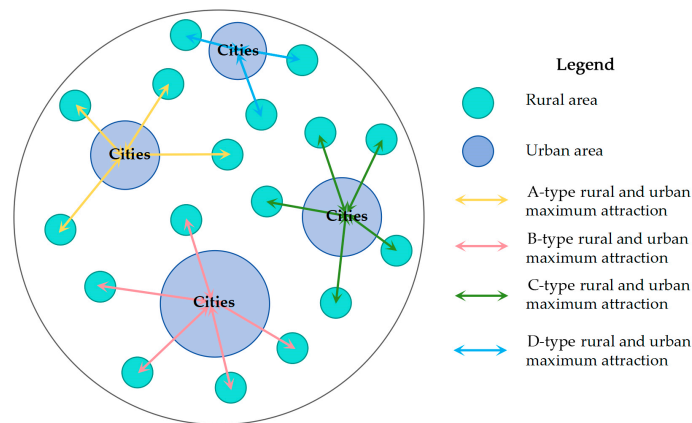 Cities
Cities
Cities
Cities
Legend
Rural area
Urban area
A-type rural and urban
maximum attraction
B-type rural and urban
maximum attraction
C-type rural and urban
maximum attraction
D-type rural and urban
maximum attraction